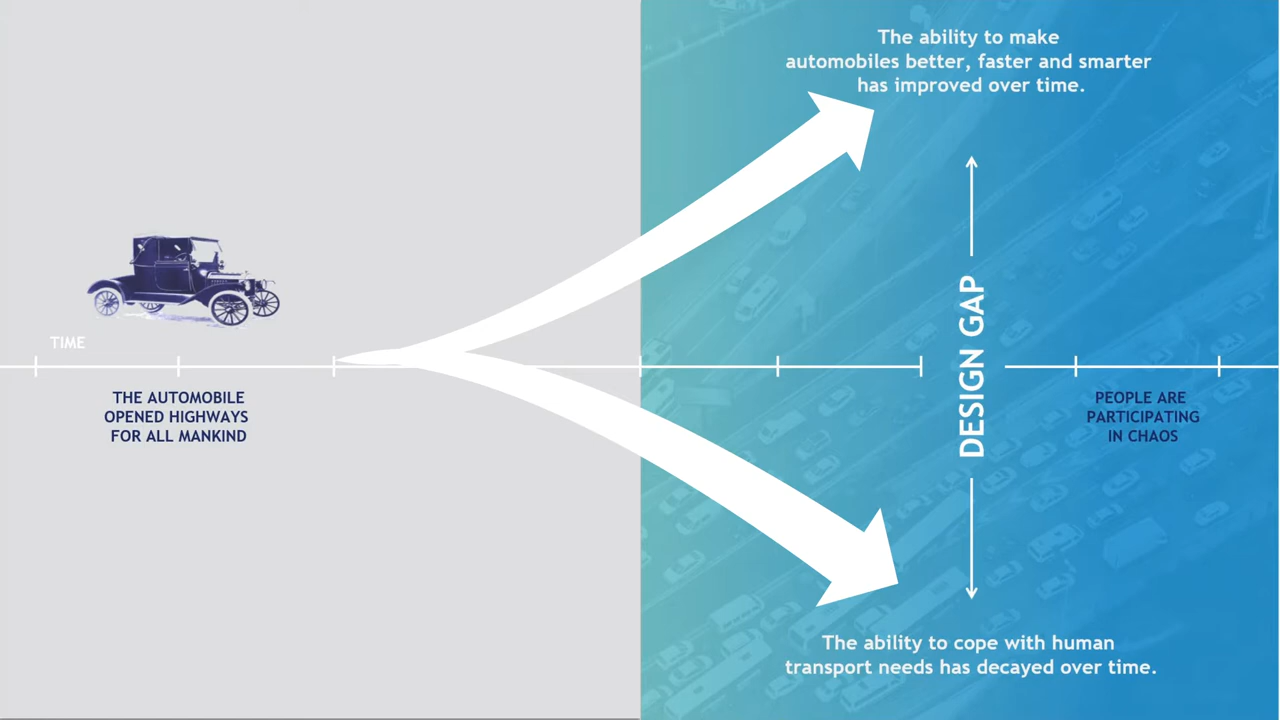 The ability to make
automobiles better, faster and smarter
has improved over time.
TIME
DESIGN GAP
THE AUTOMOBILE
OPENED HIGHWAYS
FOR ALL MANKIND
PEOPLE ARE
PARTICIPATING
IN CHAOS
The ability to cope with human
transport needs has decayed over time.